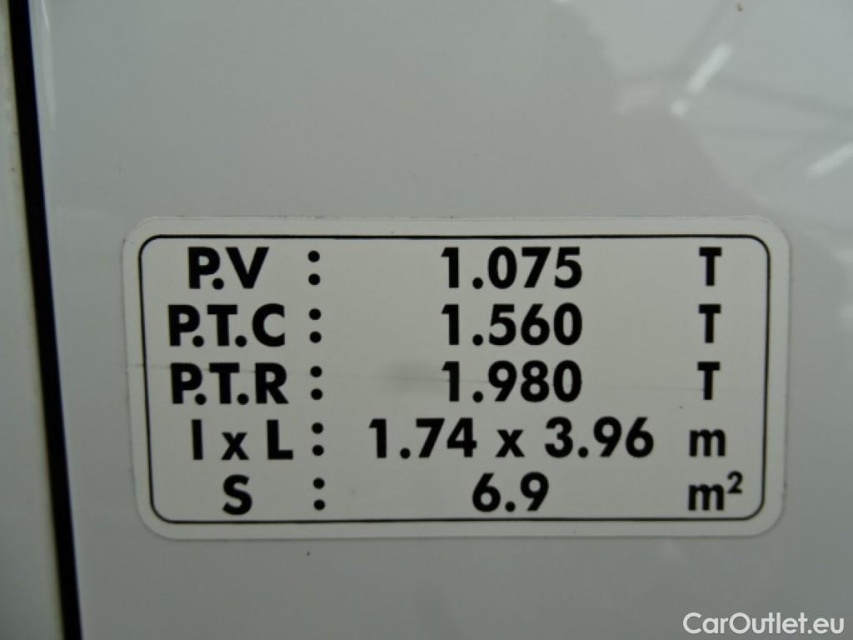 P.V : 1.075 T
P.T.C : 1.560 T
P.T.R : 1.980 T
l x L : 1.74 x 3.96 m
S : 6.9 m²
CarOutlet.eu